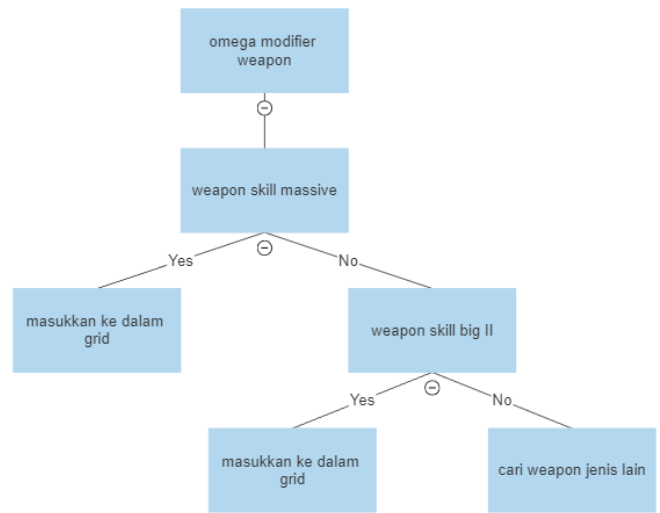 omega modifier
weapon
weapon skill massive
Yes
No
masukkan ke dalam
grid
weapon skill big II
Yes
No
masukkan ke dalam
grid
cari weapon jenis lain